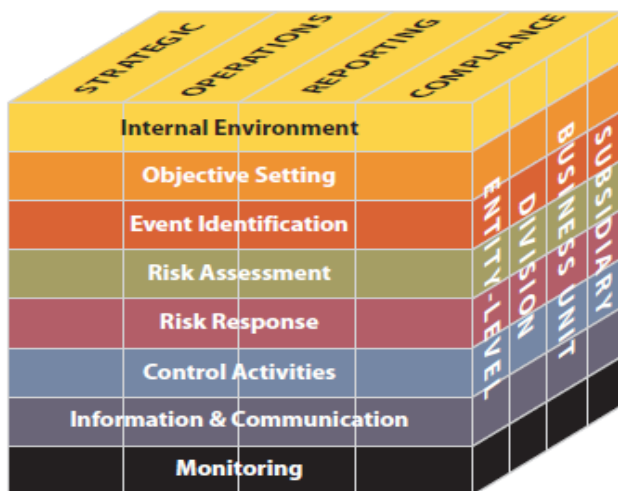 STRATEGIC
OPERATIONS
REPORTING
COMPLIANCE
Internal Environment
Objective Setting
Event Identification
Risk Assessment
Risk Response
Control Activities
Information & Communication
Monitoring
ENTITY-LEVEL
DIVISION
BUSINESS UNIT
SUBSIDIARY